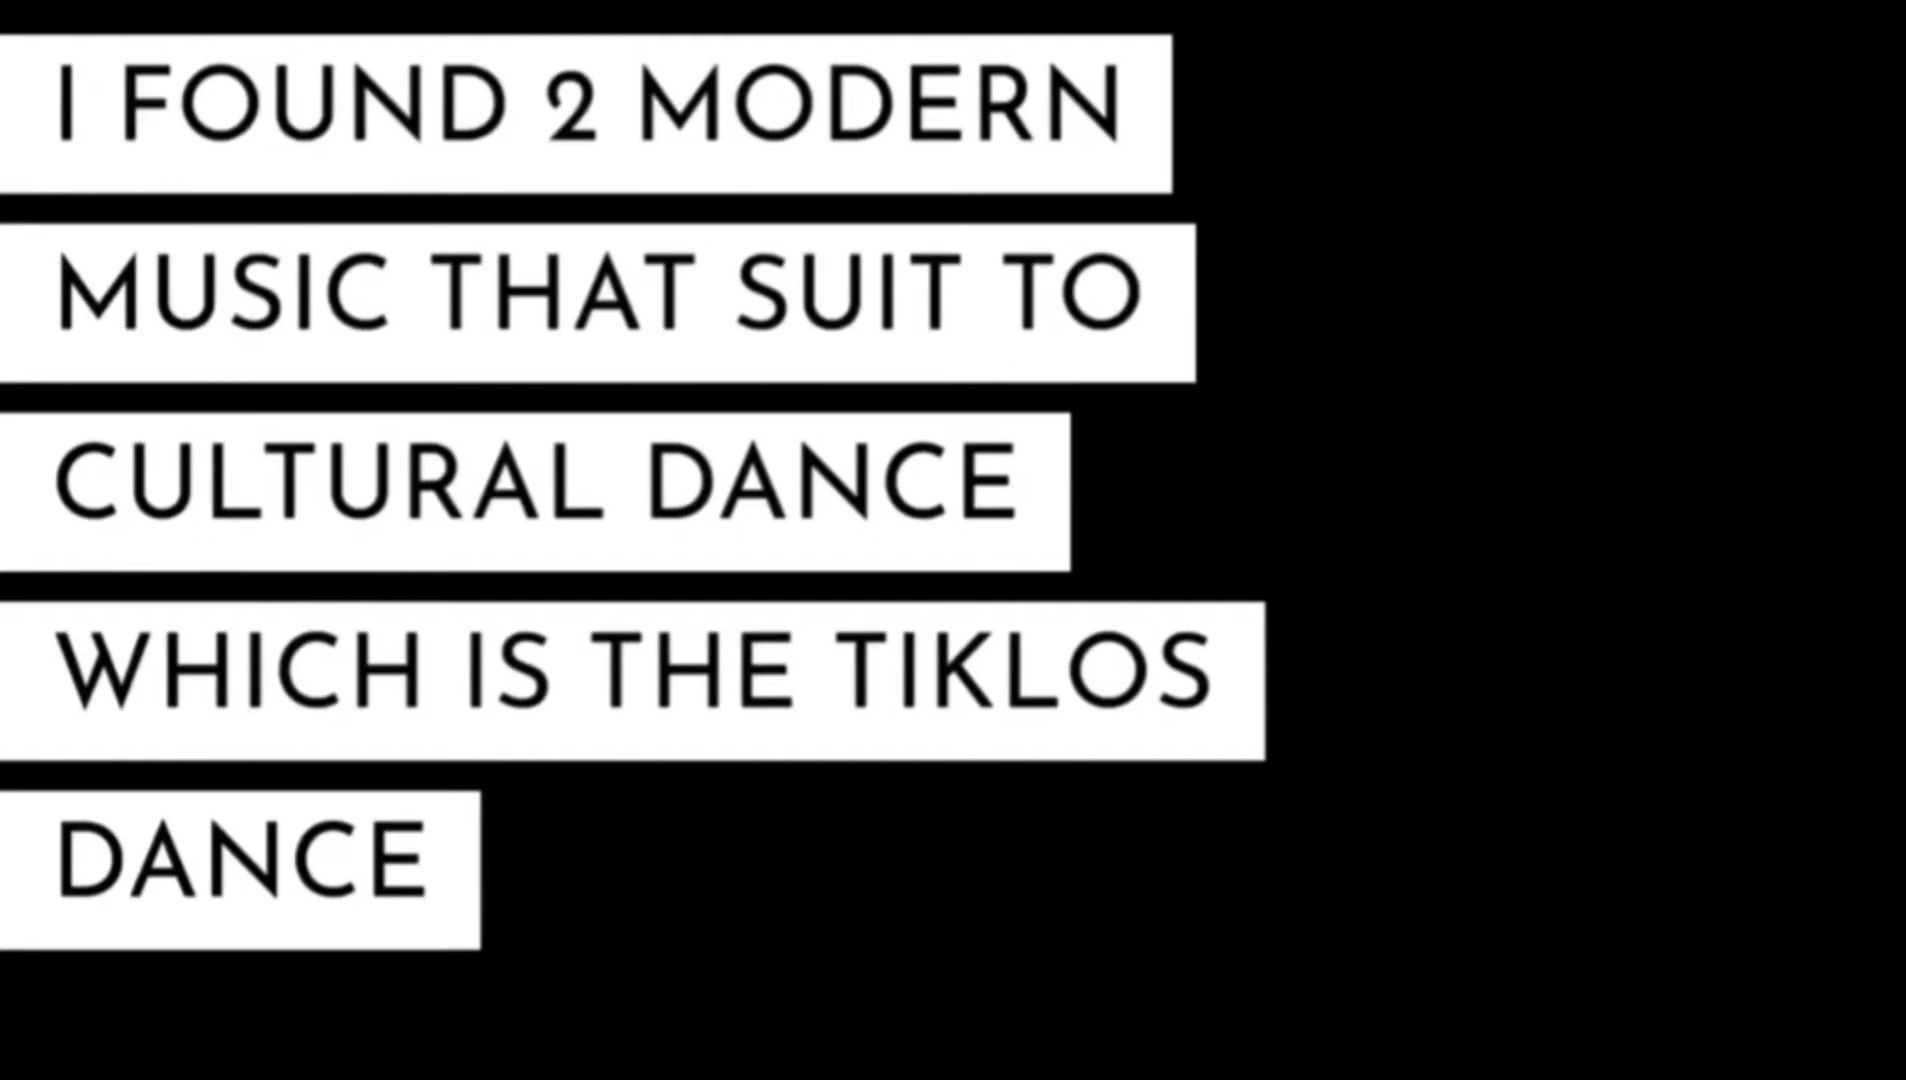 I FOUND 2 MODERN
MUSIC THAT SUIT TO
CULTURAL DANCE
WHICH IS THE TIKLOS
DANCE